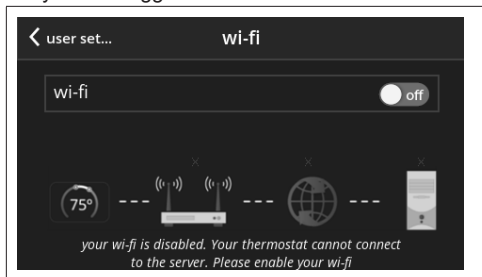 user set...
wi-fi
wi-fi
off
75°
your wi-fi is disabled. Your thermostat cannot connect
to the server. Please enable your wi-fi